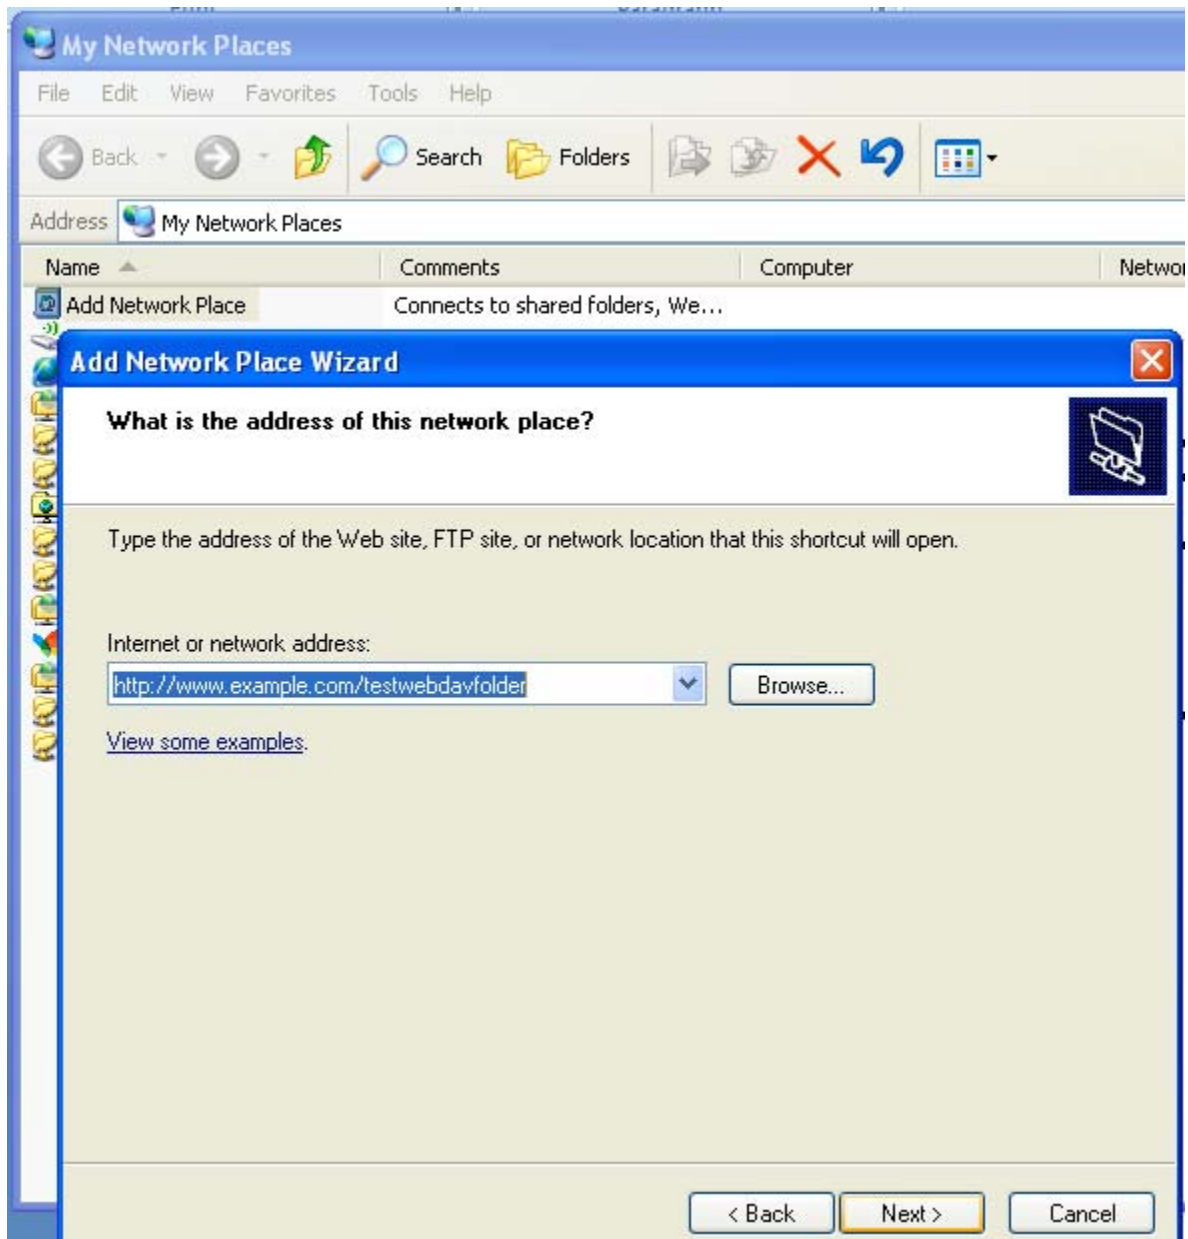 My Network Places
File Edit View Favorites Tools Help
Back Search Folders
Address My Network Places
Name Comments Computer
Add Network Place Connects to shared folders, We...
Add Network Place Wizard
What is the address of this network place?
Type the address of the Web site, FTP site, or network location that this shortcut will open.
Internet or network address:
http://www.example.com/testwebdavfolder Browse...
View some examples.
< Back Next > Cancel